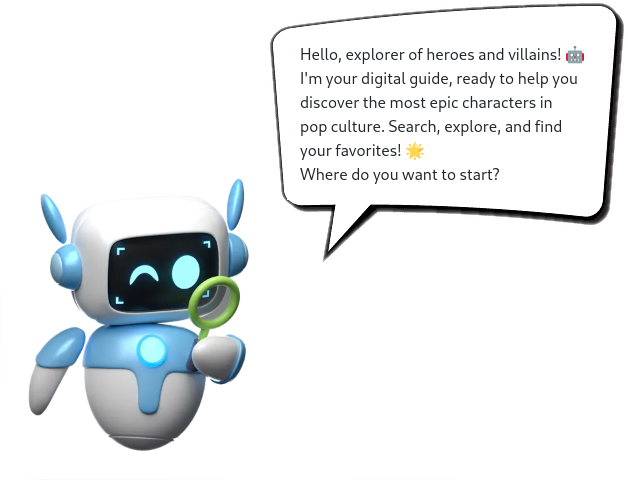 Hello, explorer of heroes and villains! 🤖
I'm your digital guide, ready to help you
discover the most epic characters in
pop culture. Search, explore, and find
your favorites! 🌟
Where do you want to start?